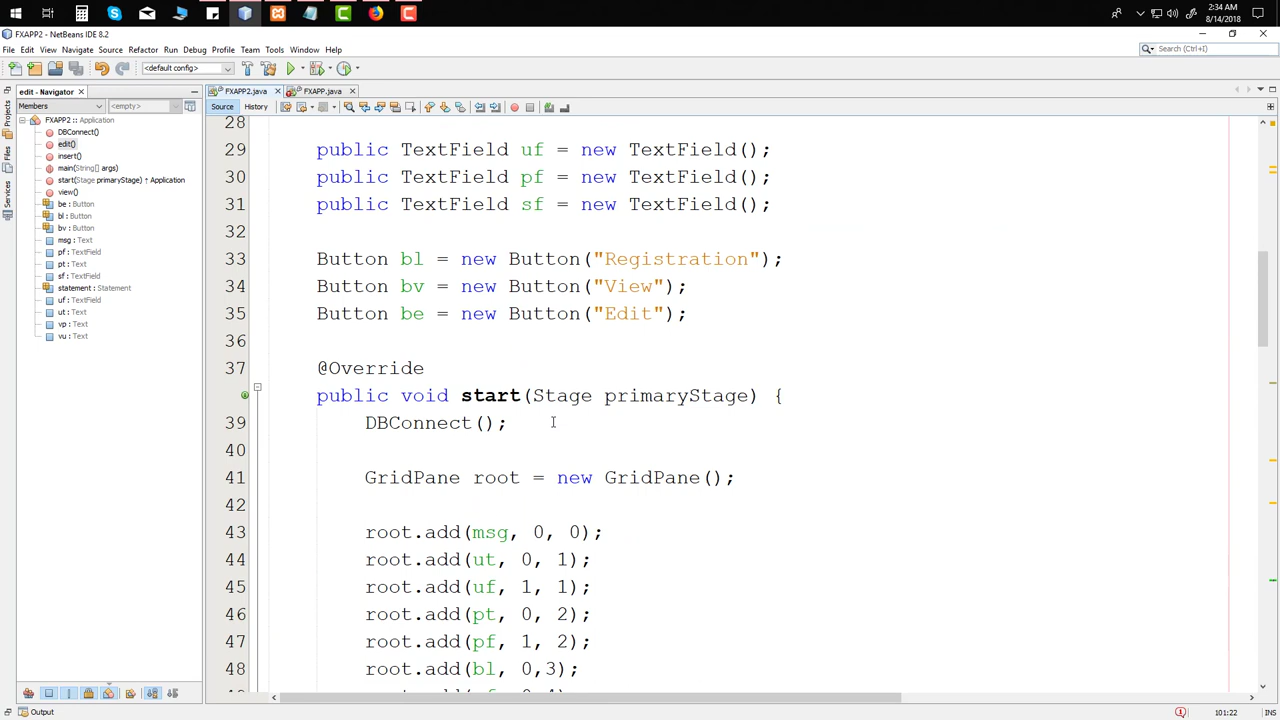 2:34 AM
8/14/2018
FXAPP2 - NetBeans IDE 8.2
File Edit View Navigate Source Refactor Run Debug Profile Team Tools Window Help
Search (Ctrl+I)
<default config>
edit - Navigator
FXAPP2.java
FXAPP.java
Members
<empty>
Source
History
FXAPP2 :: Application
DBConnect()
edit()
insert()
main(String[] args)
start(Stage primaryStage) ↑ Application
view()
be : Button
bl : Button
bv : Button
msg : Text
pf : TextField
pt : Text
sf : TextField
statement : Statement
uf : TextField
ut : Text
vp : Text
vu : Text
Projects
Files
Services
28
29 public TextField uf = new TextField();
30 public TextField pf = new TextField();
31 public TextField sf = new TextField();
32
33 Button bl = new Button("Registration");
34 Button bv = new Button("View");
35 Button be = new Button("Edit");
36
37 @Override
public void start(Stage primaryStage) {
39 DBConnect();
40
41 GridPane root = new GridPane();
42
43 root.add(msg, 0, 0);
44 root.add(ut, 0, 1);
45 root.add(uf, 1, 1);
46 root.add(pt, 0, 2);
47 root.add(pf, 1, 2);
48 root.add(bl, 0,3);
Output
101:22
INS